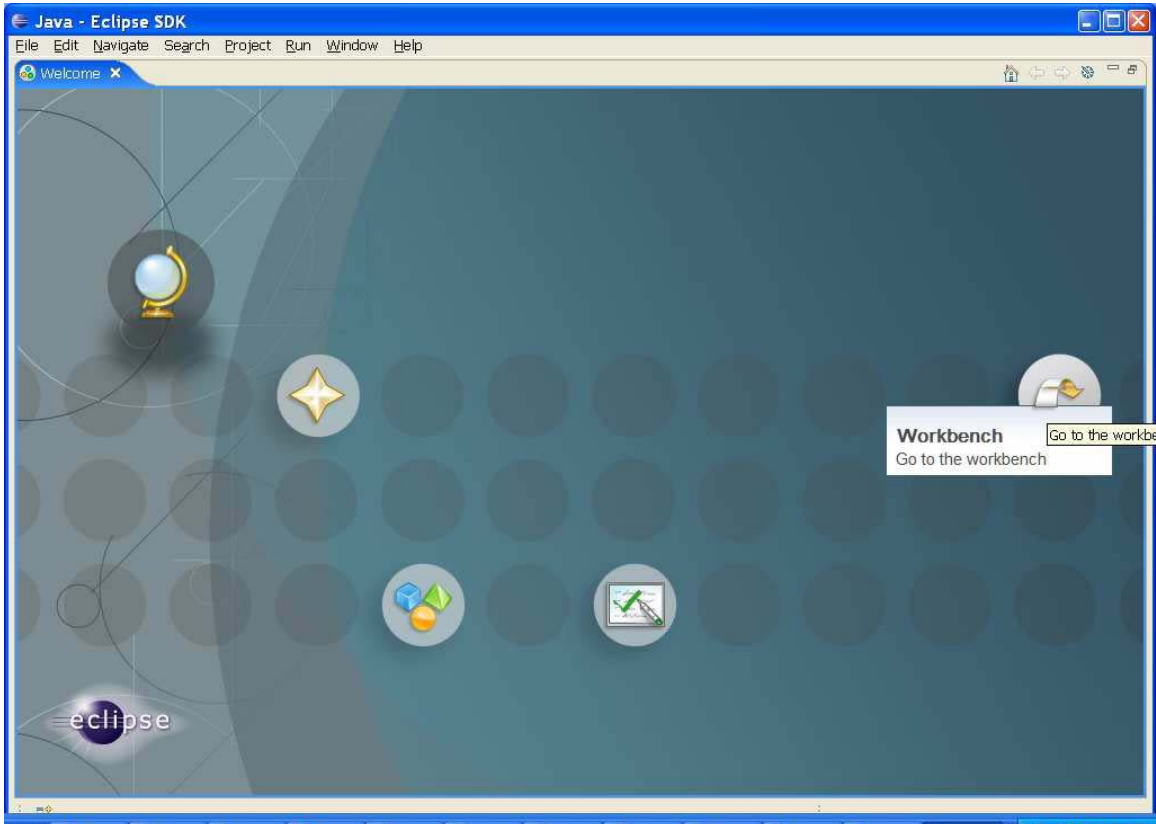 Java - Eclipse SDK
File Edit Navigate Search Project Run Window Help
Welcome
Workbench
Go to the workbench
Go to the workbe
eclipse